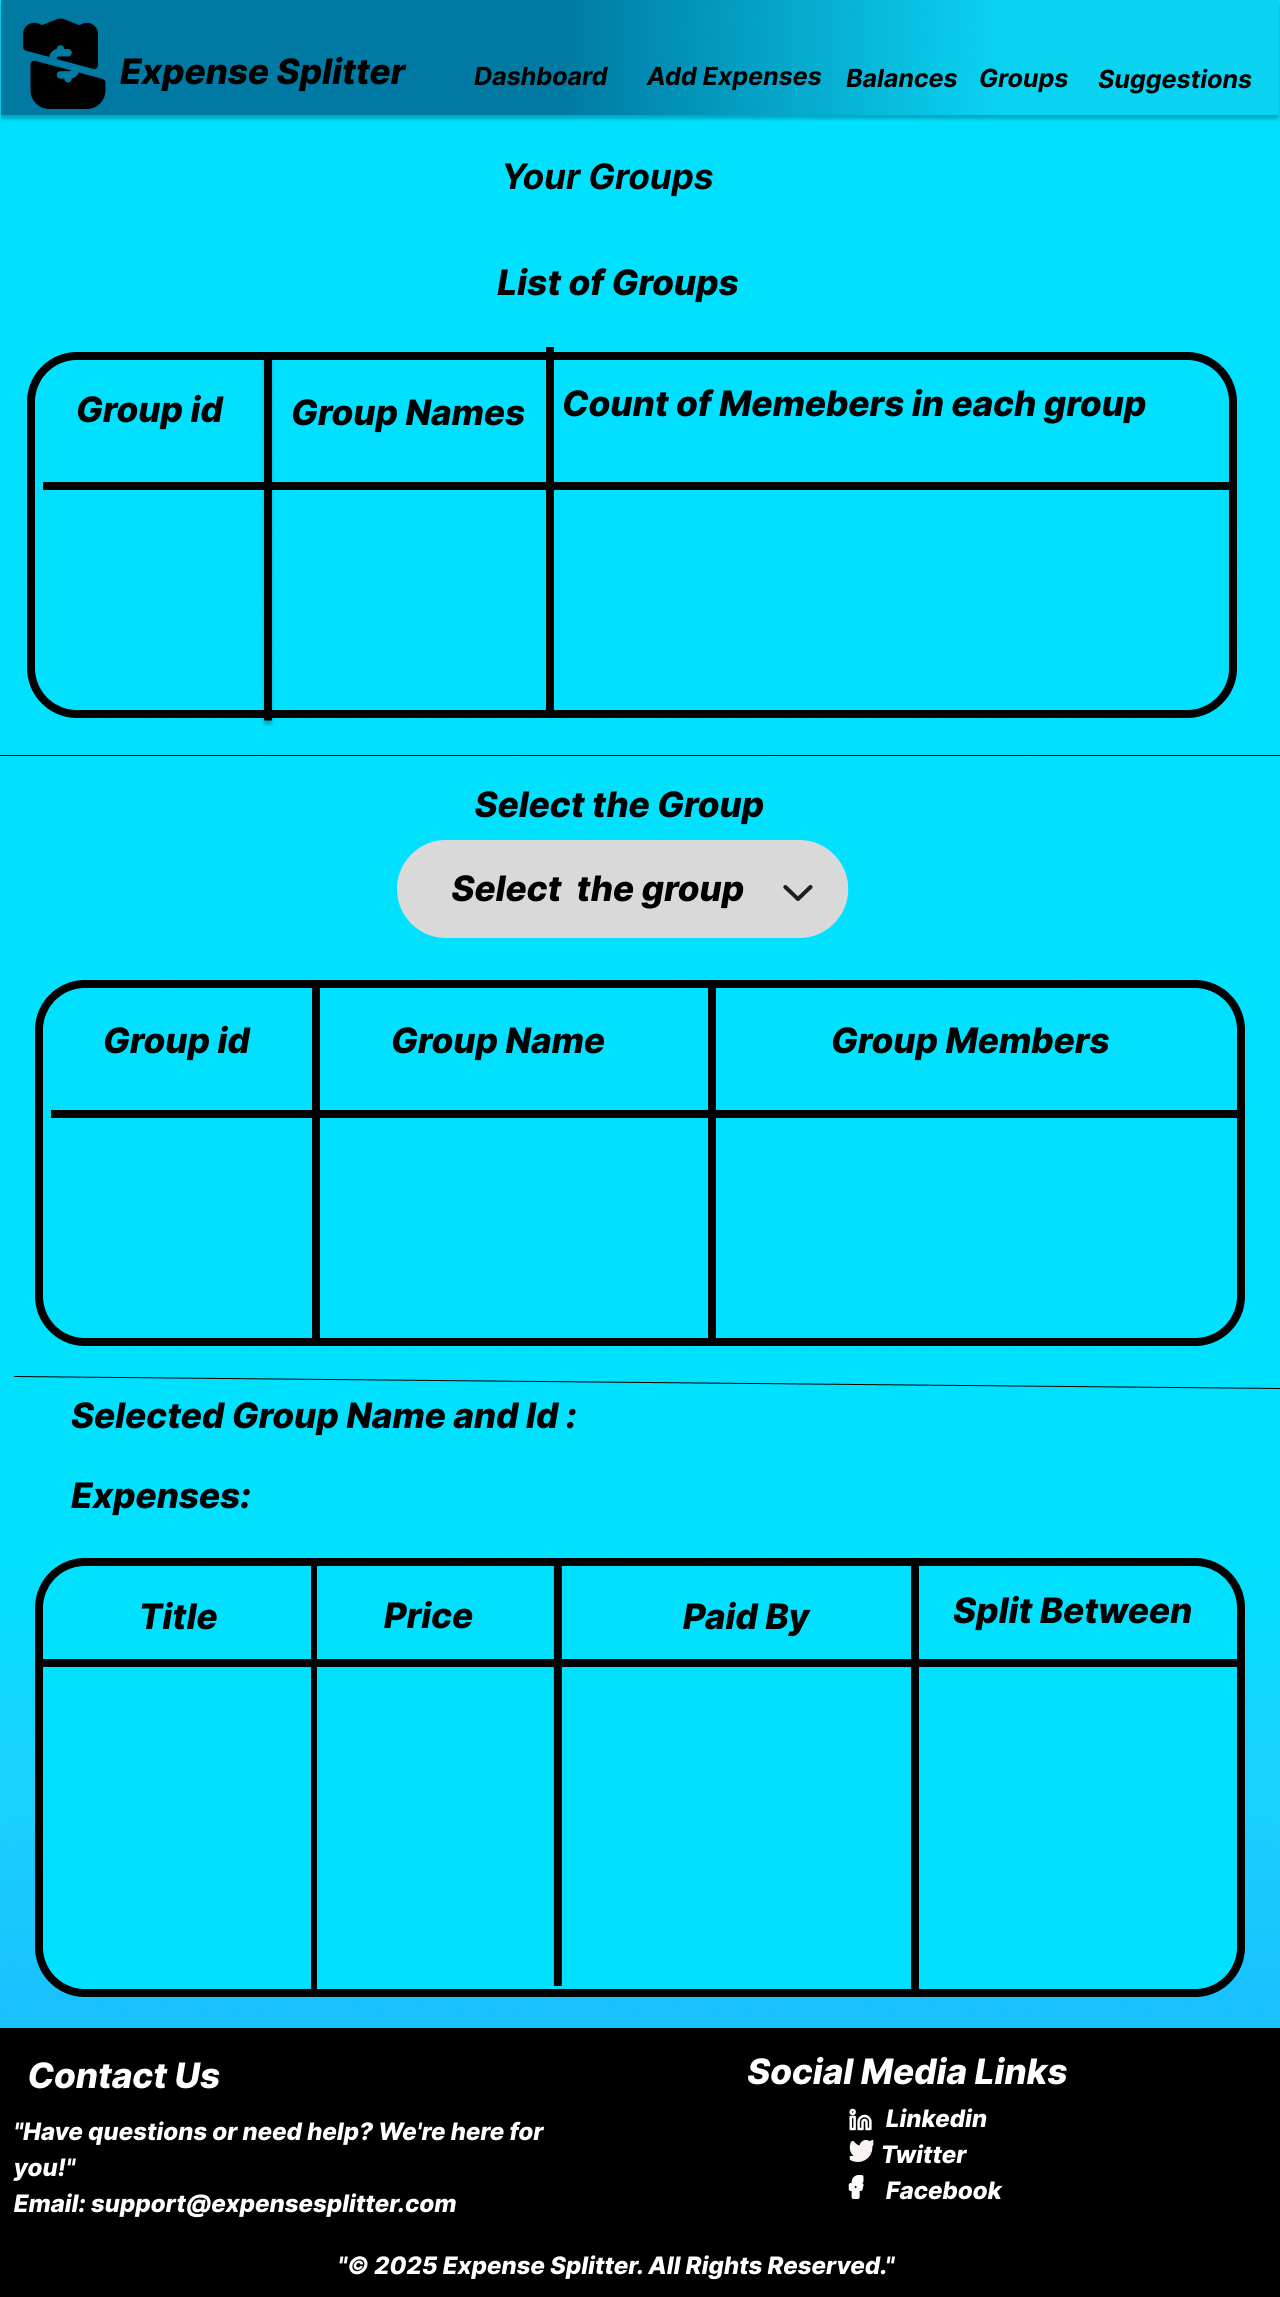 Expense Splitter
Dashboard
Add Expenses
Balances
Groups
Suggestions
Your Groups
List of Groups
Group id
Group Names
Count of Memebers in each group
Select the Group
Select  the group
Group id
Group Name
Group Members
Selected Group Name and Id :
Expenses:
Title
Price
Paid By
Split Between
Contact Us
"Have questions or need help? We're here for
you!"
Email: support@expensesplitter.com
Social Media Links
Linkedin
Twitter
Facebook
"© 2025 Expense Splitter. All Rights Reserved."